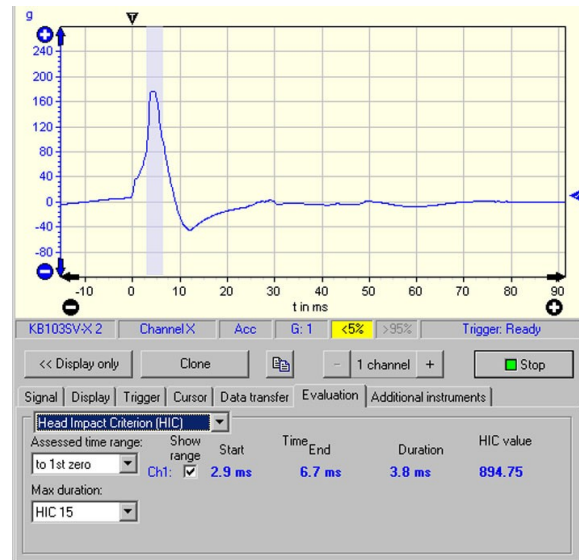 g
T
240
200
160
120
80
40
0
-40
-80
-10 0 10 20 30 40 50 60 70 80 90
t in ms
KB103SV-X 2 Channel X Acc G: 1 <5% >95% Trigger: Ready
<< Display only Clone - 1 channel + Stop
Signal Display Trigger Cursor Data transfer Evaluation Additional instruments
Head Impact Criterion (HIC)
Assessed time range: Show range Start Time End Duration HIC value
to 1st zero Ch1: 2.9 ms 6.7 ms 3.8 ms 894.75
Max duration:
HIC 15